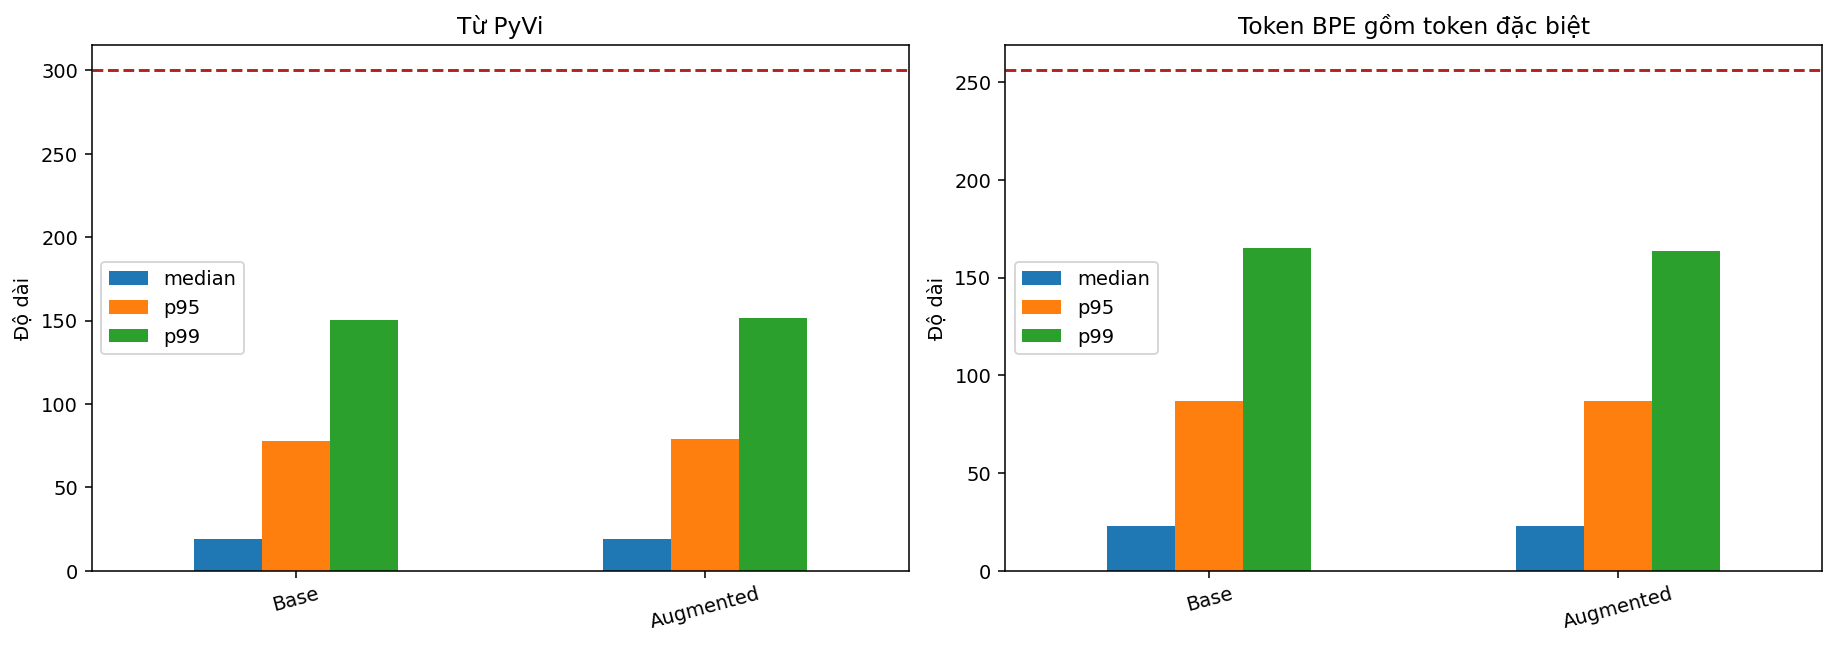 Từ PyVi
300
250
200
150
100
50
0
Độ dài
median
p95
p99
Base
Augmented
Token BPE gồm token đặc biệt
250
200
150
100
50
0
Độ dài
median
p95
p99
Base
Augmented